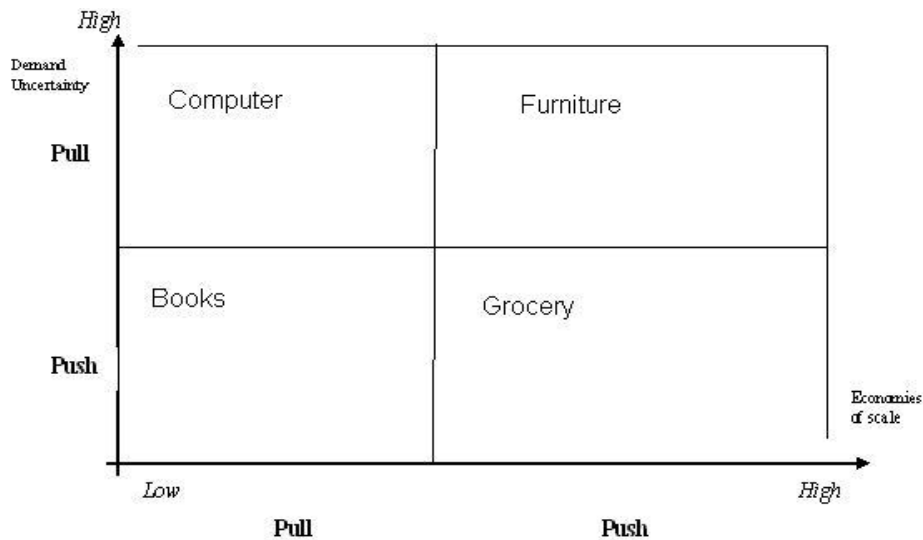 High
Demand
Uncertainty
Computer
Furniture
Pull
Books
Grocery
Push
Economies
of scale
Low
High
Pull
Push